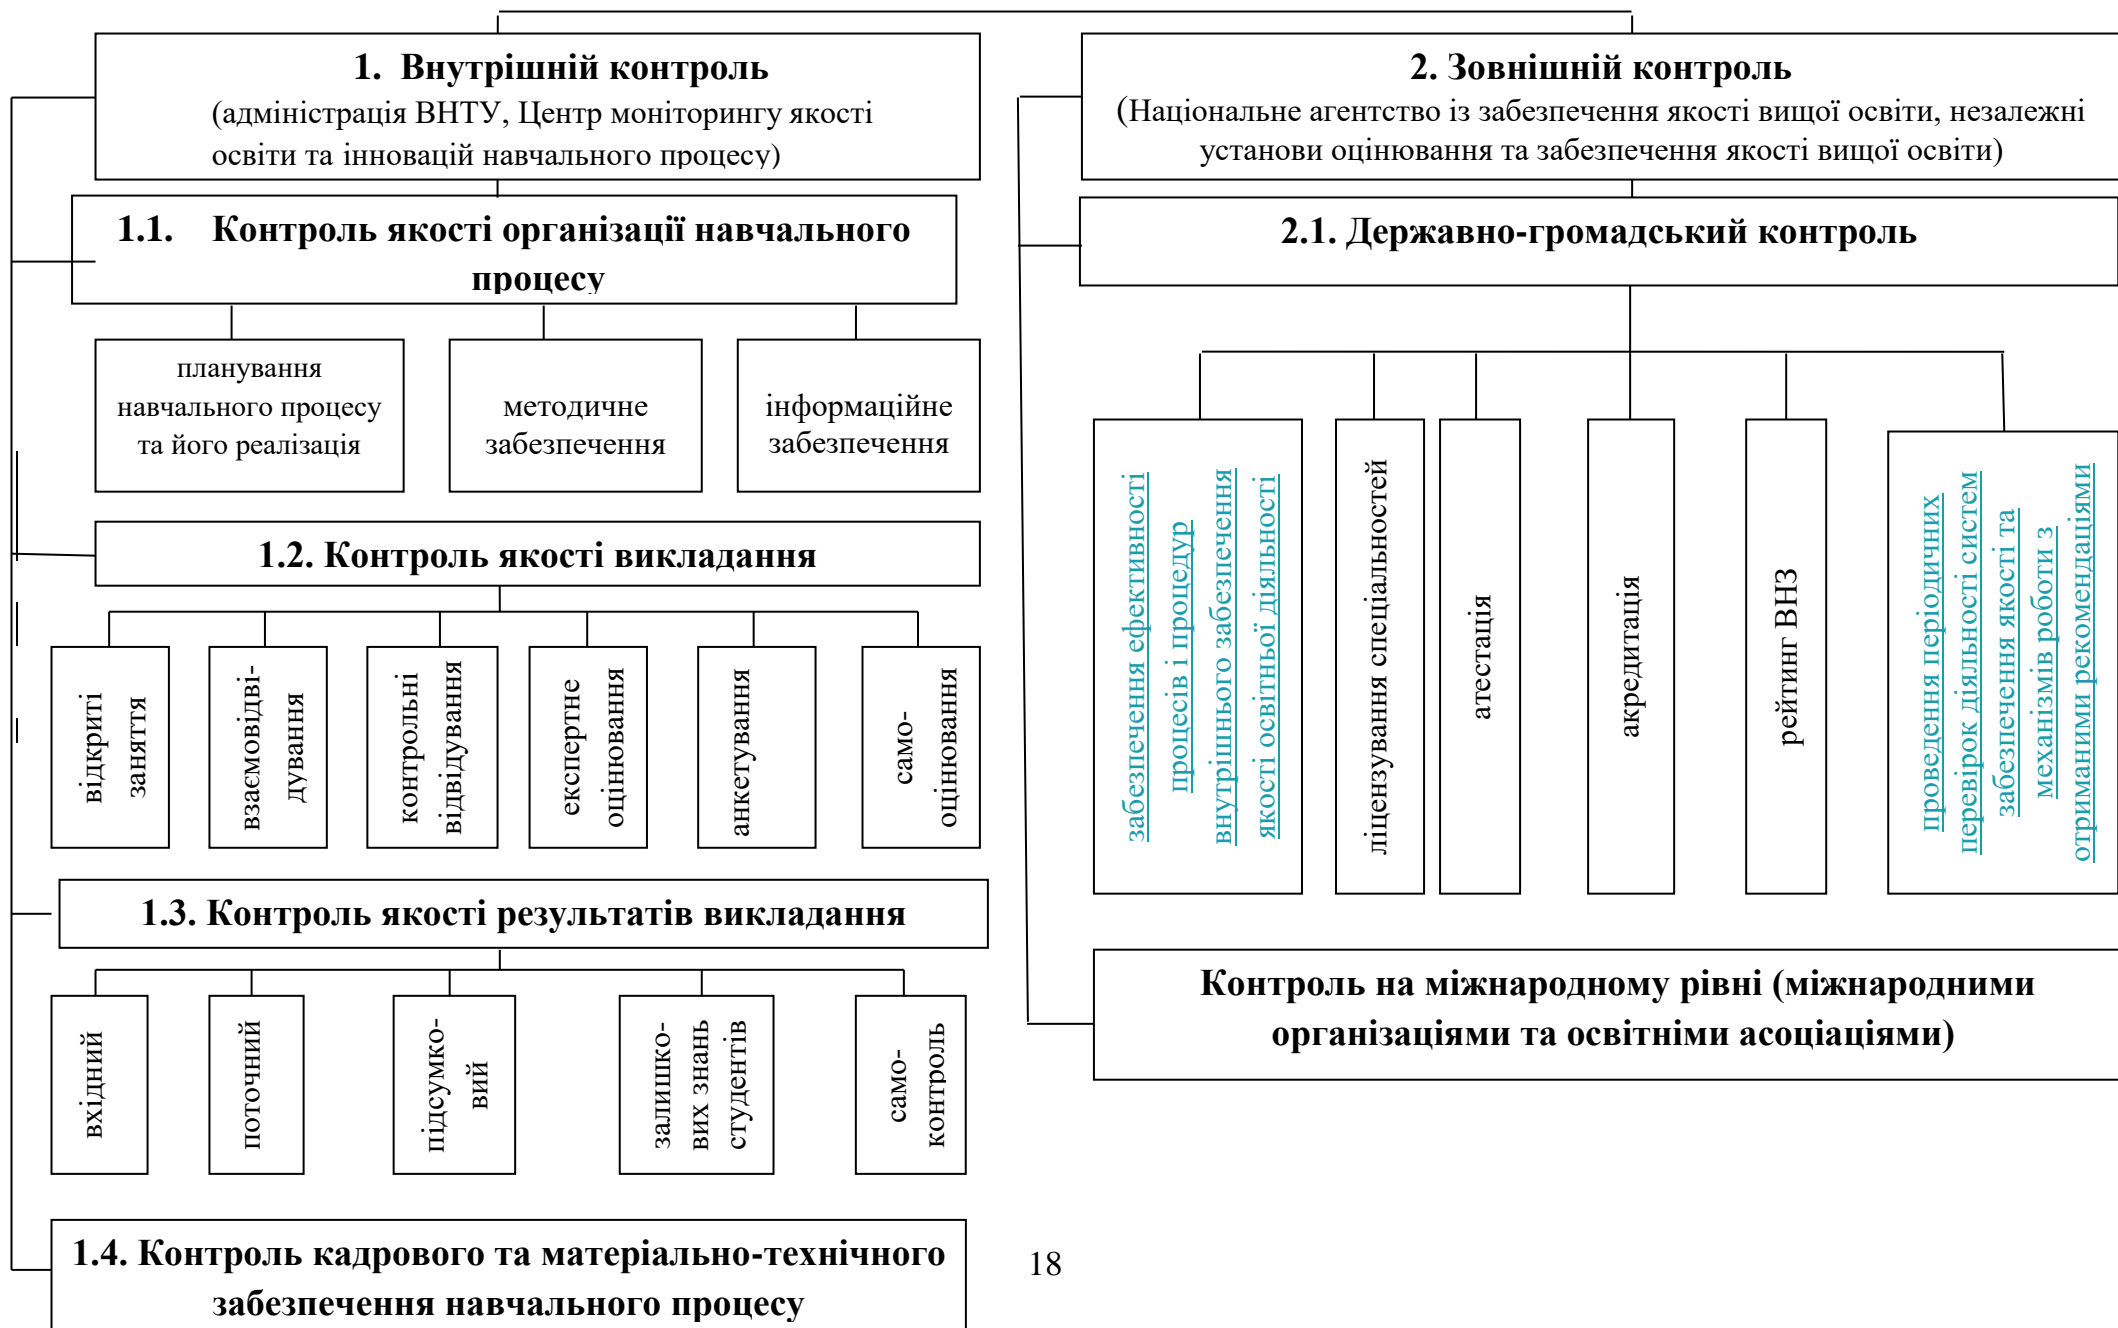 1. Внутрішній контроль
(адміністрація ВНТУ, Центр моніторингу якості
освіти та інновацій навчального процесу)
1.1. Контроль якості організації навчального
процесу
планування
навчального процесу
та його реалізація
методичне
забезпечення
інформаційне
забезпечення
1.2. Контроль якості викладання
відкриті
заняття
взаємовідві-
дування
контрольні
відвідування
експертне
оцінювання
анкетування
само-
оцінювання
1.3. Контроль якості результатів викладання
вхідний
поточний
підсумко-
вий
залишко-
вих знань
студентів
само-
контроль
1.4. Контроль кадрового та матеріально-технічного
забезпечення навчального процесу
2. Зовнішній контроль
(Національне агентство із забезпечення якості вищої освіти, незалежні
установи оцінювання та забезпечення якості вищої освіти)
2.1. Державно-громадський контроль
забезпечення ефективності
процесів і процедур
внутрішнього забезпечення
якості освітньої діяльності
ліцензування спеціальностей
атестація
акредитація
рейтинг ВНЗ
проведення періодичних
перевірок діяльності систем
забезпечення якості та
механізмів роботи з
отриманими рекомендаціями
Контроль на міжнародному рівні (міжнародними
організаціями та освітніми асоціаціями)
18